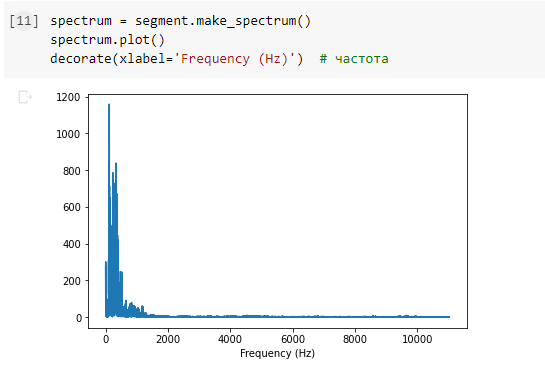 [11] spectrum = segment.make_spectrum()
spectrum.plot()
decorate(xlabel='Frequency (Hz)')  # частота
1200
1000
800
600
400
200
0
0 2000 4000 6000 8000 10000
Frequency (Hz)